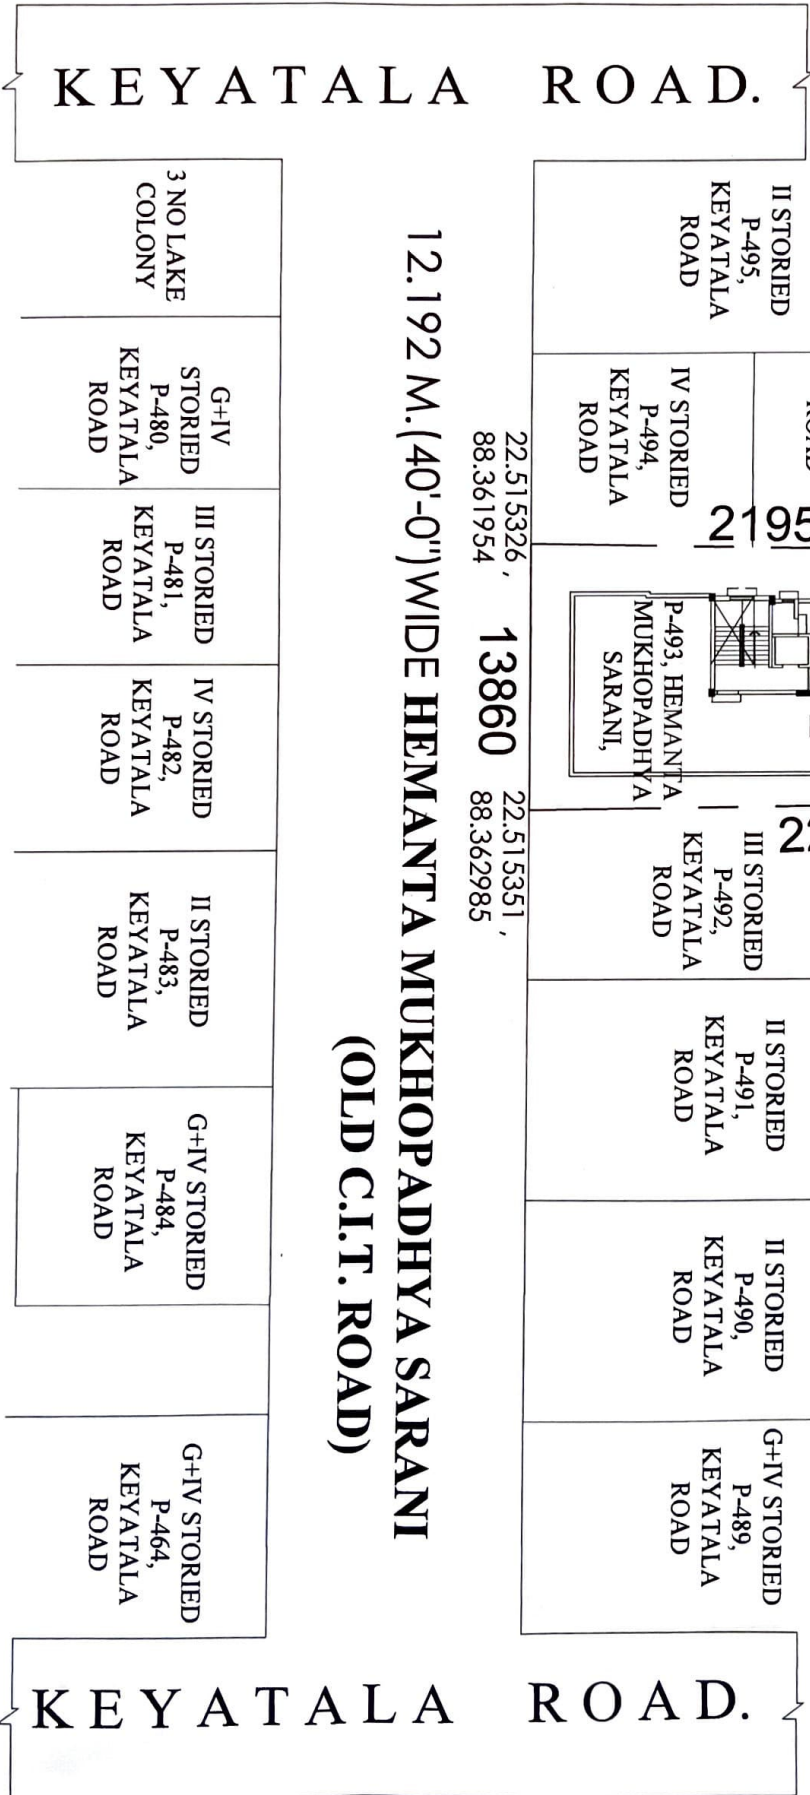 KEYATALA ROAD.
3 NO LAKE
COLONY
G+IV
STORIED
P-480,
KEYATALA
ROAD
III STORIED
P-481,
KEYATALA
ROAD
IV STORIED
P-482,
KEYATALA
ROAD
II STORIED
P-483,
KEYATALA
ROAD
G+IV STORIED
P-484,
KEYATALA
ROAD
G+IV STORIED
P-464,
KEYATALA
ROAD
12.192 M.(40'-0")WIDE HEMANTA MUKHOPADHYA SARANI
(OLD C.I.T. ROAD)
22.515326 ,
88.361954
13860
22.515351 ,
88.362985
II STORIED
P-495,
KEYATALA
ROAD
IV STORIED
P-494,
KEYATALA
ROAD
2195
P-493, HEMANTA
MUKHOPADHYA
SARANI,
III STORIED
P-492,
KEYATALA
ROAD
II STORIED
P-491,
KEYATALA
ROAD
II STORIED
P-490,
KEYATALA
ROAD
G+IV STORIED
P-489,
KEYATALA
ROAD
KEYATALA ROAD.